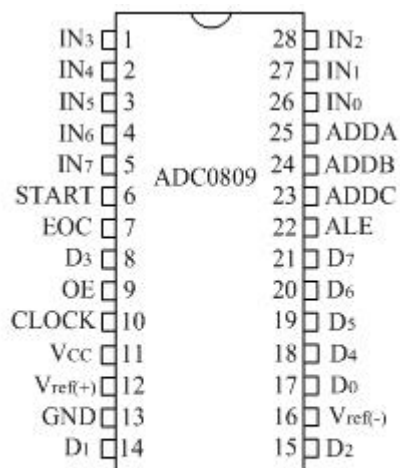 IN3 1 28 IN2
IN4 2 27 IN1
IN5 3 26 IN0
IN6 4 25 ADDA
IN7 5 24 ADDB
ADC0809
START 6 23 ADDC
EOC 7 22 ALE
D3 8 21 D7
OE 9 20 D6
CLOCK 10 19 D5
VCC 11 18 D4
Vref(+) 12 17 D0
GND 13 16 Vref(-)
D1 14 15 D2